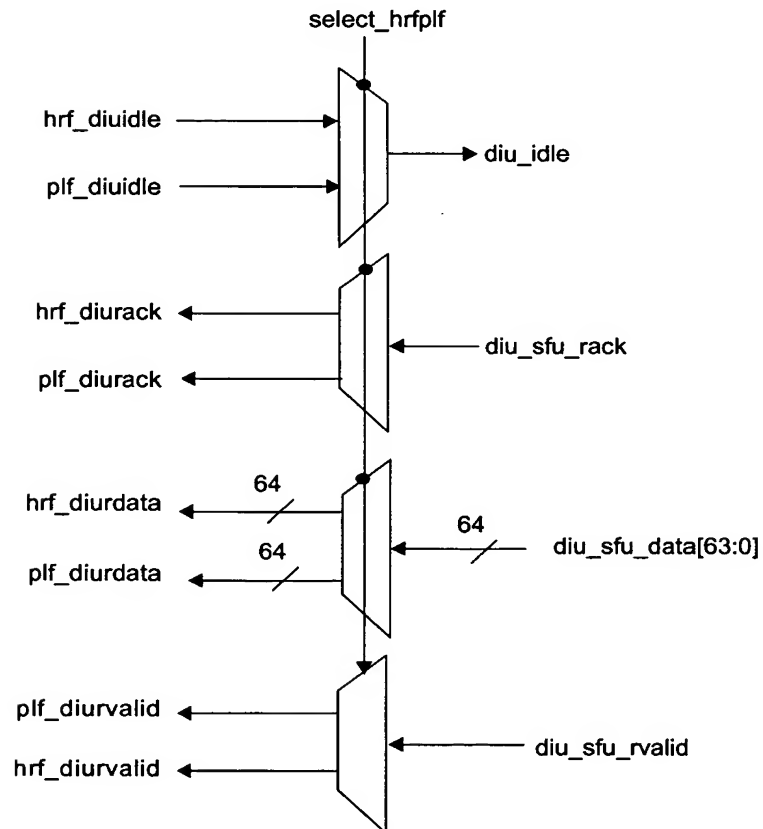 select_hrfplf
hrf_diuidle
diu_idle
plf_diuidle
hrf_diurack
diu_sfu_rack
plf_diurack
64
hrf_diurdata
64
diu_sfu_data[63:0]
64
plf_diurdata
plf_diurvalid
diu_sfu_rvalid
hrf_diurvalid